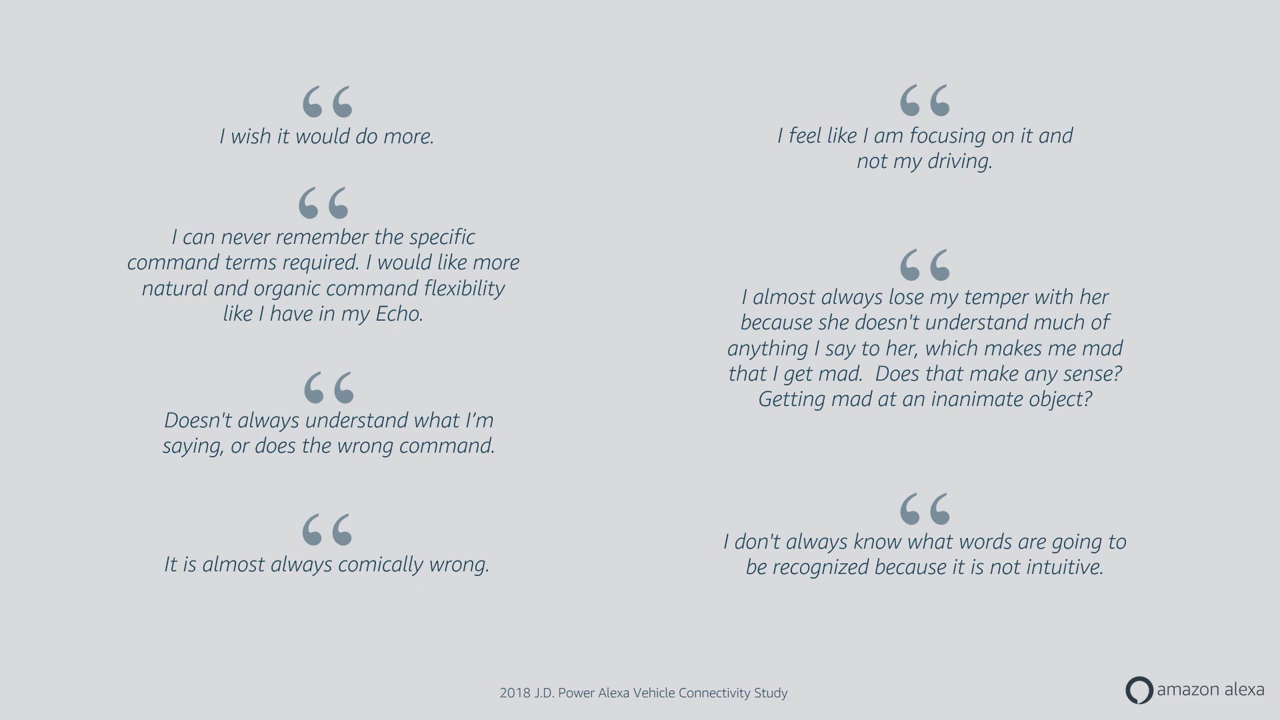 “
I wish it would do more.
“
I can never remember the specific
command terms required. I would like more
natural and organic command flexibility
like I have in my Echo.
“
Doesn't always understand what I’m
saying, or does the wrong command.
“
It is almost always comically wrong.
“
I feel like I am focusing on it and
not my driving.
“
I almost always lose my temper with her
because she doesn't understand much of
anything I say to her, which makes me mad
that I get mad.  Does that make any sense?
Getting mad at an inanimate object?
“
I don't always know what words are going to
be recognized because it is not intuitive.
2018 J.D. Power Alexa Vehicle Connectivity Study
amazon alexa